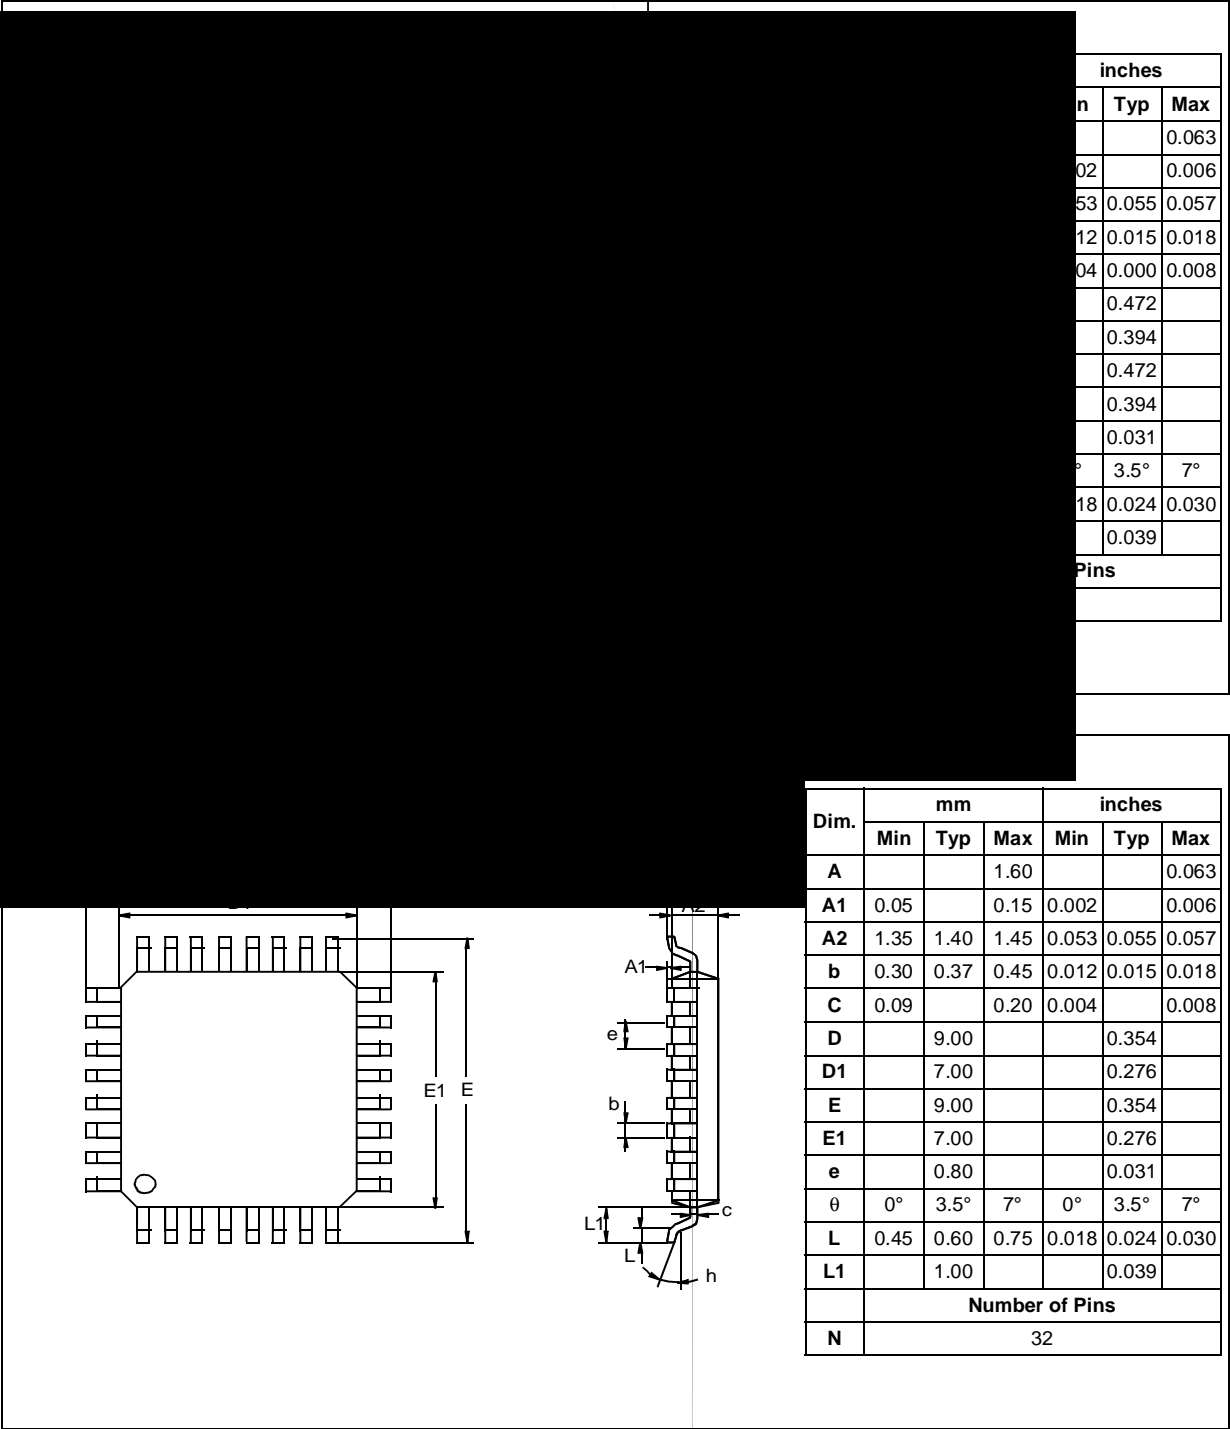 inches
Typ Max
0.063
0.006
0.055 0.057
0.015 0.018
0.000 0.008
0.472
0.394
0.472
0.394
0.031
3.5° 7°
0.024 0.030
0.039
Pins
Dim. mm inches
Min Typ Max Min Typ Max
A 1.60 0.063
A1 0.05 0.15 0.002 0.006
A2 1.35 1.40 1.45 0.053 0.055 0.057
b 0.30 0.37 0.45 0.012 0.015 0.018
C 0.09 0.20 0.004 0.008
D 9.00 0.354
D1 7.00 0.276
E 9.00 0.354
E1 7.00 0.276
e 0.80 0.031
θ 0° 3.5° 7° 0° 3.5° 7°
L 0.45 0.60 0.75 0.018 0.024 0.030
L1 1.00 0.039
Number of Pins
N 32
A1
e
E1 E
b
L1
c
L
h